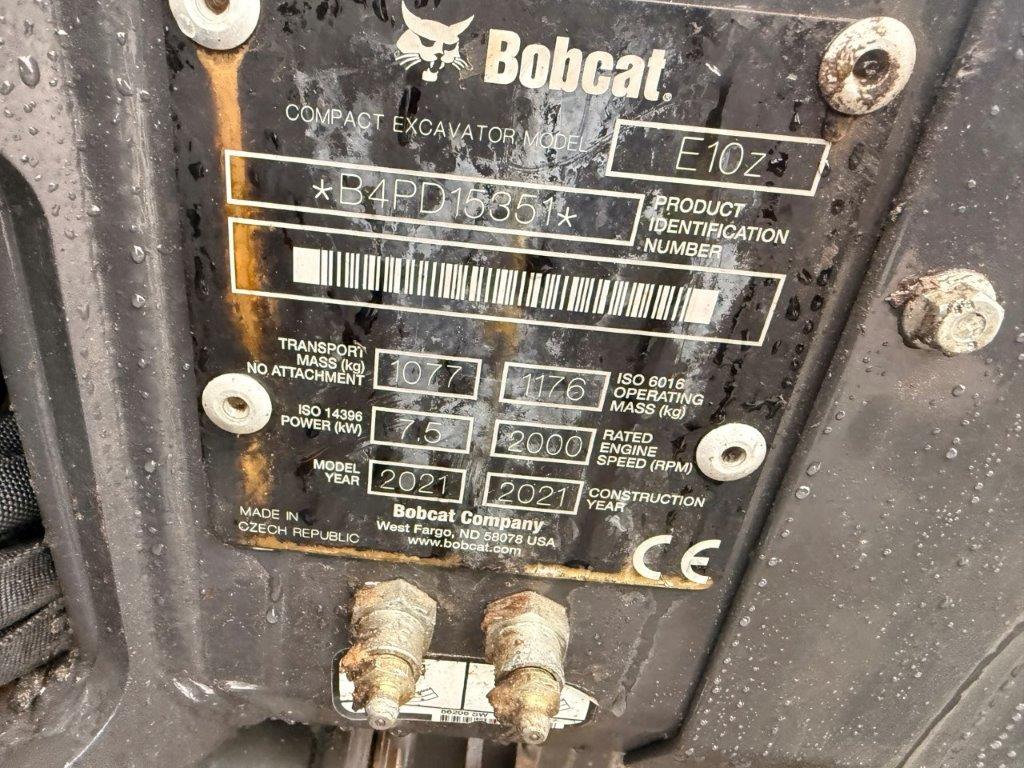 Bobcat®
COMPACT EXCAVATOR MODEL
E10z
*B4PD15351*
PRODUCT
IDENTIFICATION
NUMBER
TRANSPORT
MASS (kg)
NO ATTACHMENT
1077
1176
ISO 6016
OPERATING
MASS (kg)
ISO 14396
POWER (kW)
7.5
2000
RATED
ENGINE
SPEED (RPM)
MODEL
YEAR
2021
2021
CONSTRUCTION
YEAR
MADE IN
CZECH REPUBLIC
Bobcat Company
West Fargo, ND 58078 USA
www.bobcat.com
CE